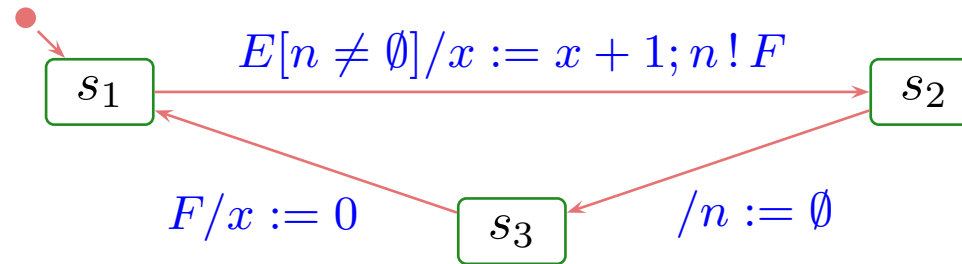 E[n ≠ ∅]/x := x + 1; n ! F
s₁
s₂
F/x := 0
s₃
/n := ∅